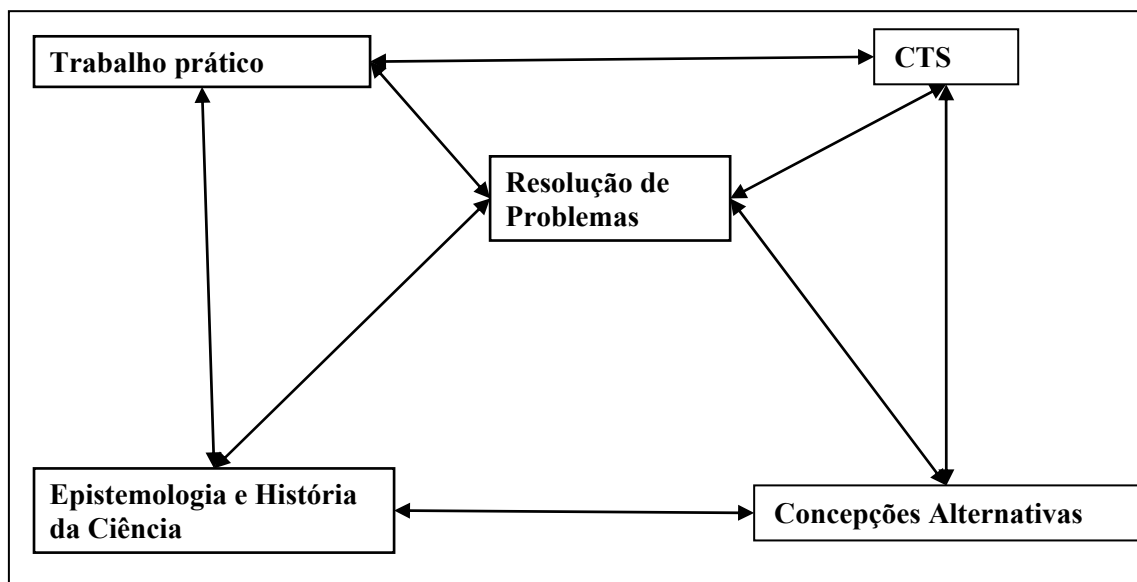 Trabalho prático
CTS
Resolução de
Problemas
Epistemologia e História
da Ciência
Concepções Alternativas